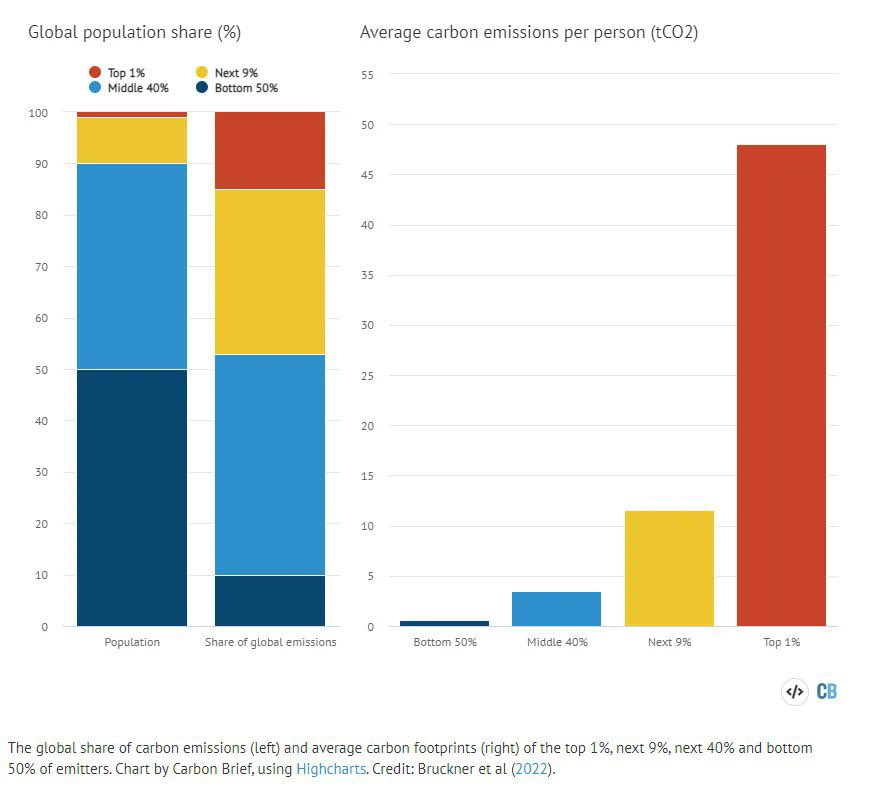 Global population share (%)
Top 1%
Next 9%
Middle 40%
Bottom 50%
100
90
80
70
60
50
40
30
20
10
0
Population
Share of global emissions
Average carbon emissions per person (tCO2)
55
50
45
40
35
30
25
20
15
10
5
0
Bottom 50%
Middle 40%
Next 9%
Top 1%
</>
CB
The global share of carbon emissions (left) and average carbon footprints (right) of the top 1%, next 9%, next 40% and bottom
50% of emitters. Chart by Carbon Brief, using Highcharts. Credit: Bruckner et al (2022).